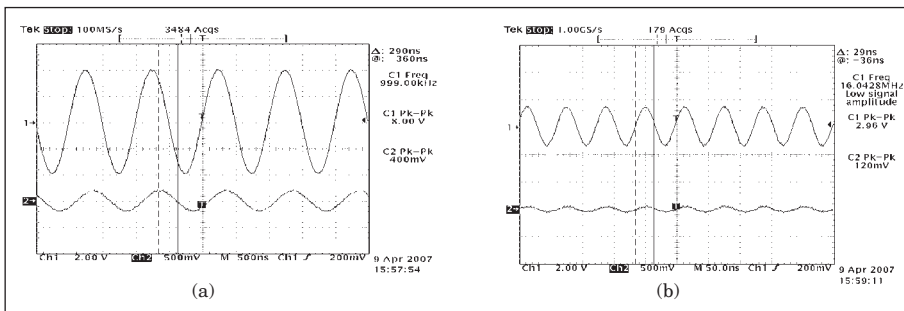 Tek Stop: 100MS/s 3484 Acqs
Δ: 290ns
@: 360ns
C1 Freq
999.00kHz
C1 Pk-Pk
8.00 V
C2 Pk-Pk
400mV
1→
2→
T
T
Ch1 2.00 V Ch2 500mV M 500ns Ch1 200mV
9 Apr 2007
15:57:54
(a)
Tek Stop: 1.00GS/s 179 Acqs
Δ: 29ns
@: −36ns
C1 Freq
16.0428MHz
Low signal
amplitude
C1 Pk-Pk
2.96 V
C2 Pk-Pk
120mV
1→
2→
T
T
Ch1 2.00 V Ch2 500mV M 50.0ns Ch1 200mV
9 Apr 2007
15:59:11
(b)